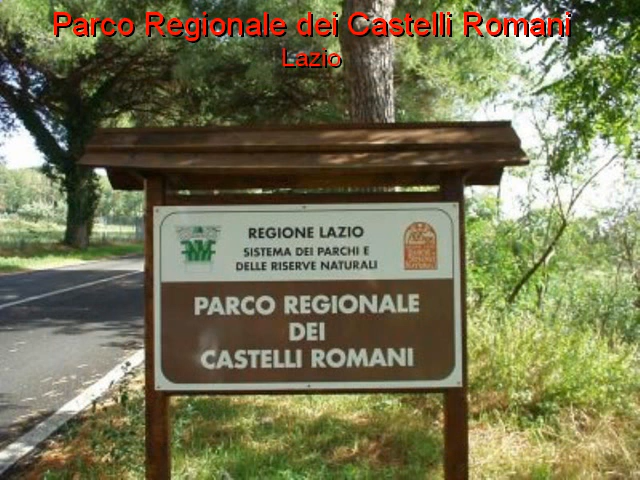 Parco Regionale dei Castelli Romani
Lazio
REGIONE LAZIO
SISTEMA DEI PARCHI E
DELLE RISERVE NATURALI
PARCO REGIONALE
DEI
CASTELLI ROMANI